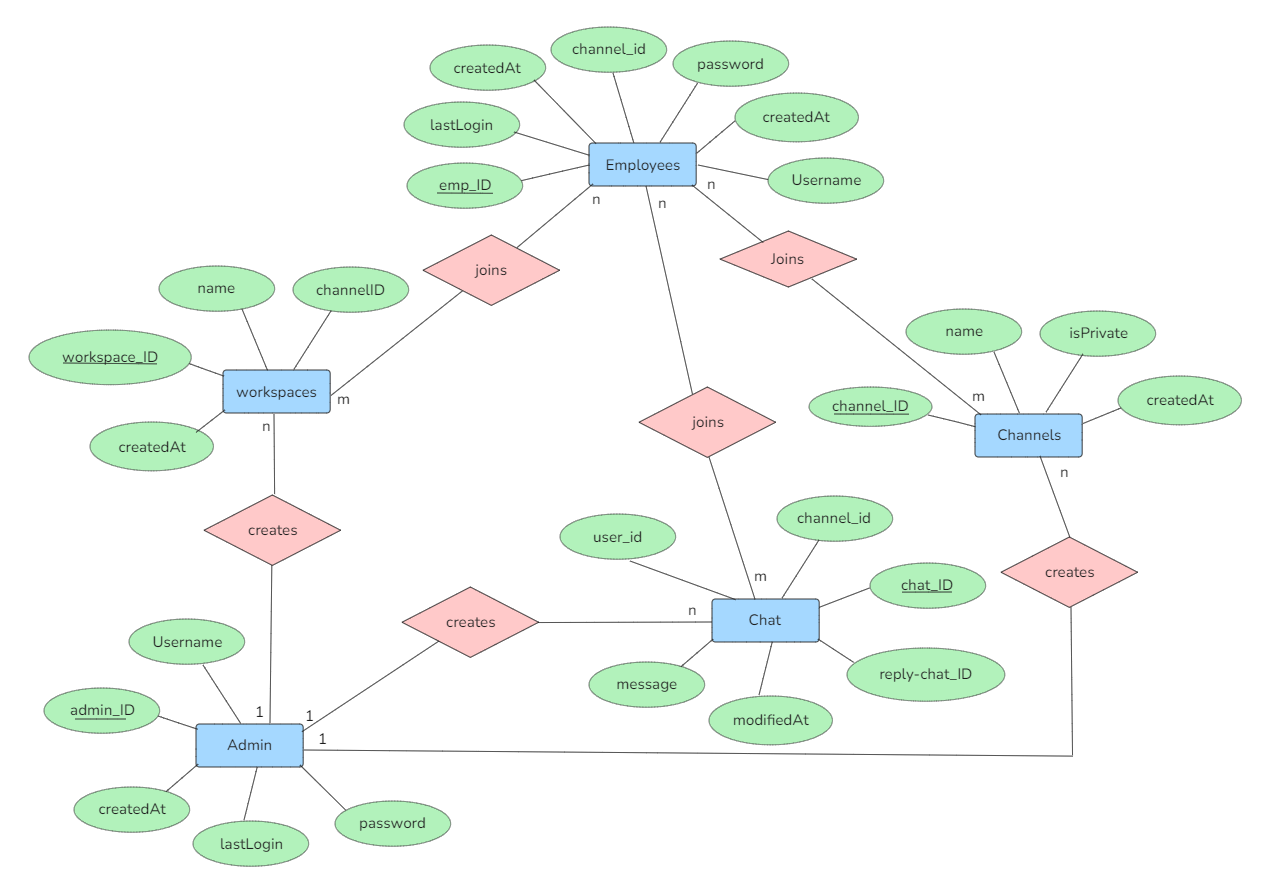 channel_id
createdAt
password
lastLogin
createdAt
Employees
emp_ID
Username
n
n
n
joins
Joins
name
channelID
workspace_ID
workspaces
m
n
createdAt
name
isPrivate
m
channel_ID
createdAt
Channels
n
joins
creates
user_id
channel_id
m
chat_ID
creates
n
Chat
creates
message
reply-chat_ID
modifiedAt
Username
admin_ID
1
1
1
Admin
createdAt
lastLogin
password